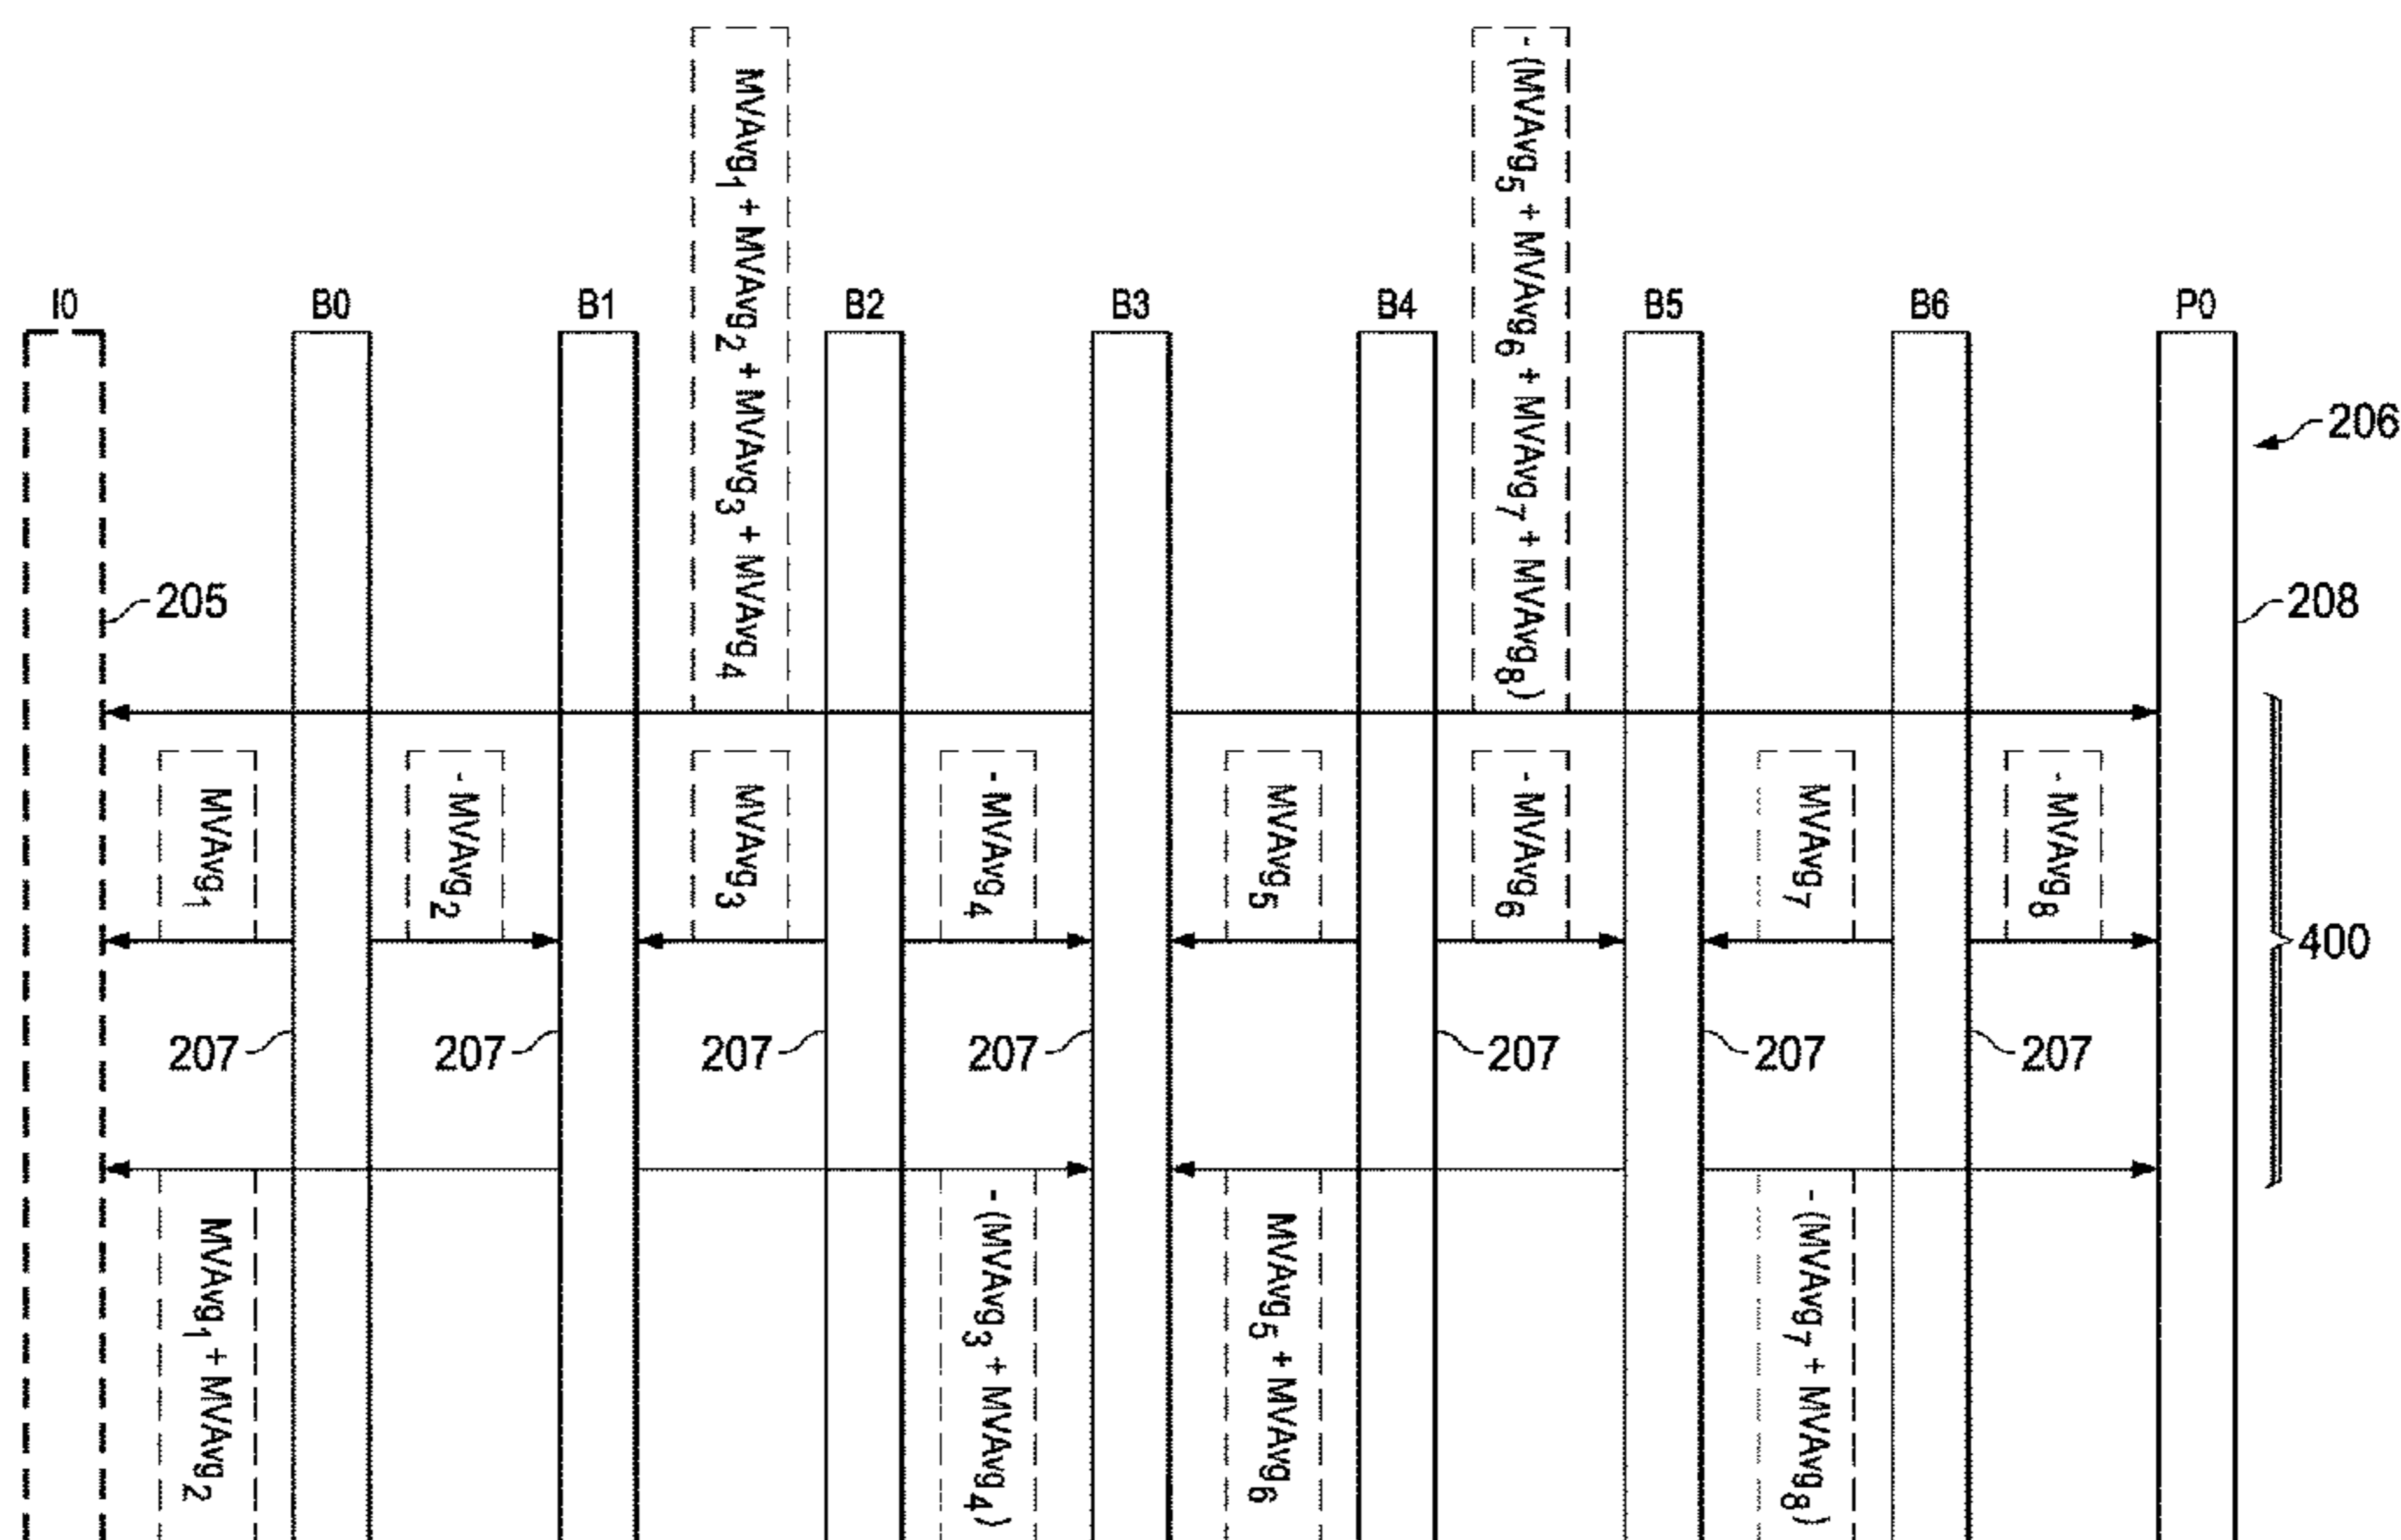 MVAvg1 + MVAvg2 + MVAvg3 + MVAvg4
- (MVAvg5 + MVAvg6 + MVAvg7 + MVAvg8)
I0 B0 B1 B2 B3 B4 B5 B6 P0
206
205
208
MVAvg1
- MVAvg2
MVAvg3
- MVAvg4
MVAvg5
- MVAvg6
MVAvg7
- MVAvg8
400
207 207 207 207 207 207 207
MVAvg1 + MVAvg2
- (MVAvg3 + MVAvg4)
MVAvg5 + MVAvg6
- (MVAvg7 + MVAvg8)